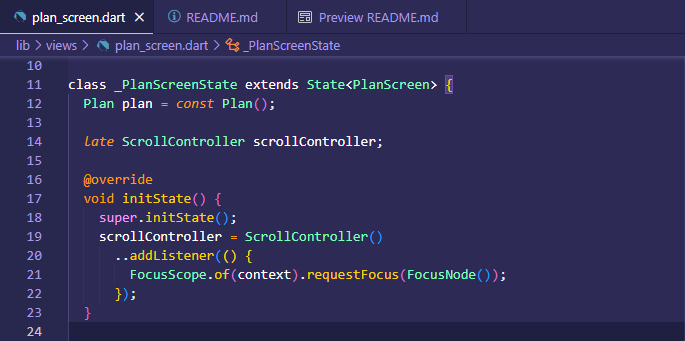 plan_screen.dart × README.md Preview README.md
lib > views > plan_screen.dart > _PlanScreenState
10
11 class _PlanScreenState extends State<PlanScreen> {
12   Plan plan = const Plan();
13
14   late ScrollController scrollController;
15
16   @override
17   void initState() {
18     super.initState();
19     scrollController = ScrollController()
20       ..addListener(() {
21         FocusScope.of(context).requestFocus(FocusNode());
22       });
23   }
24